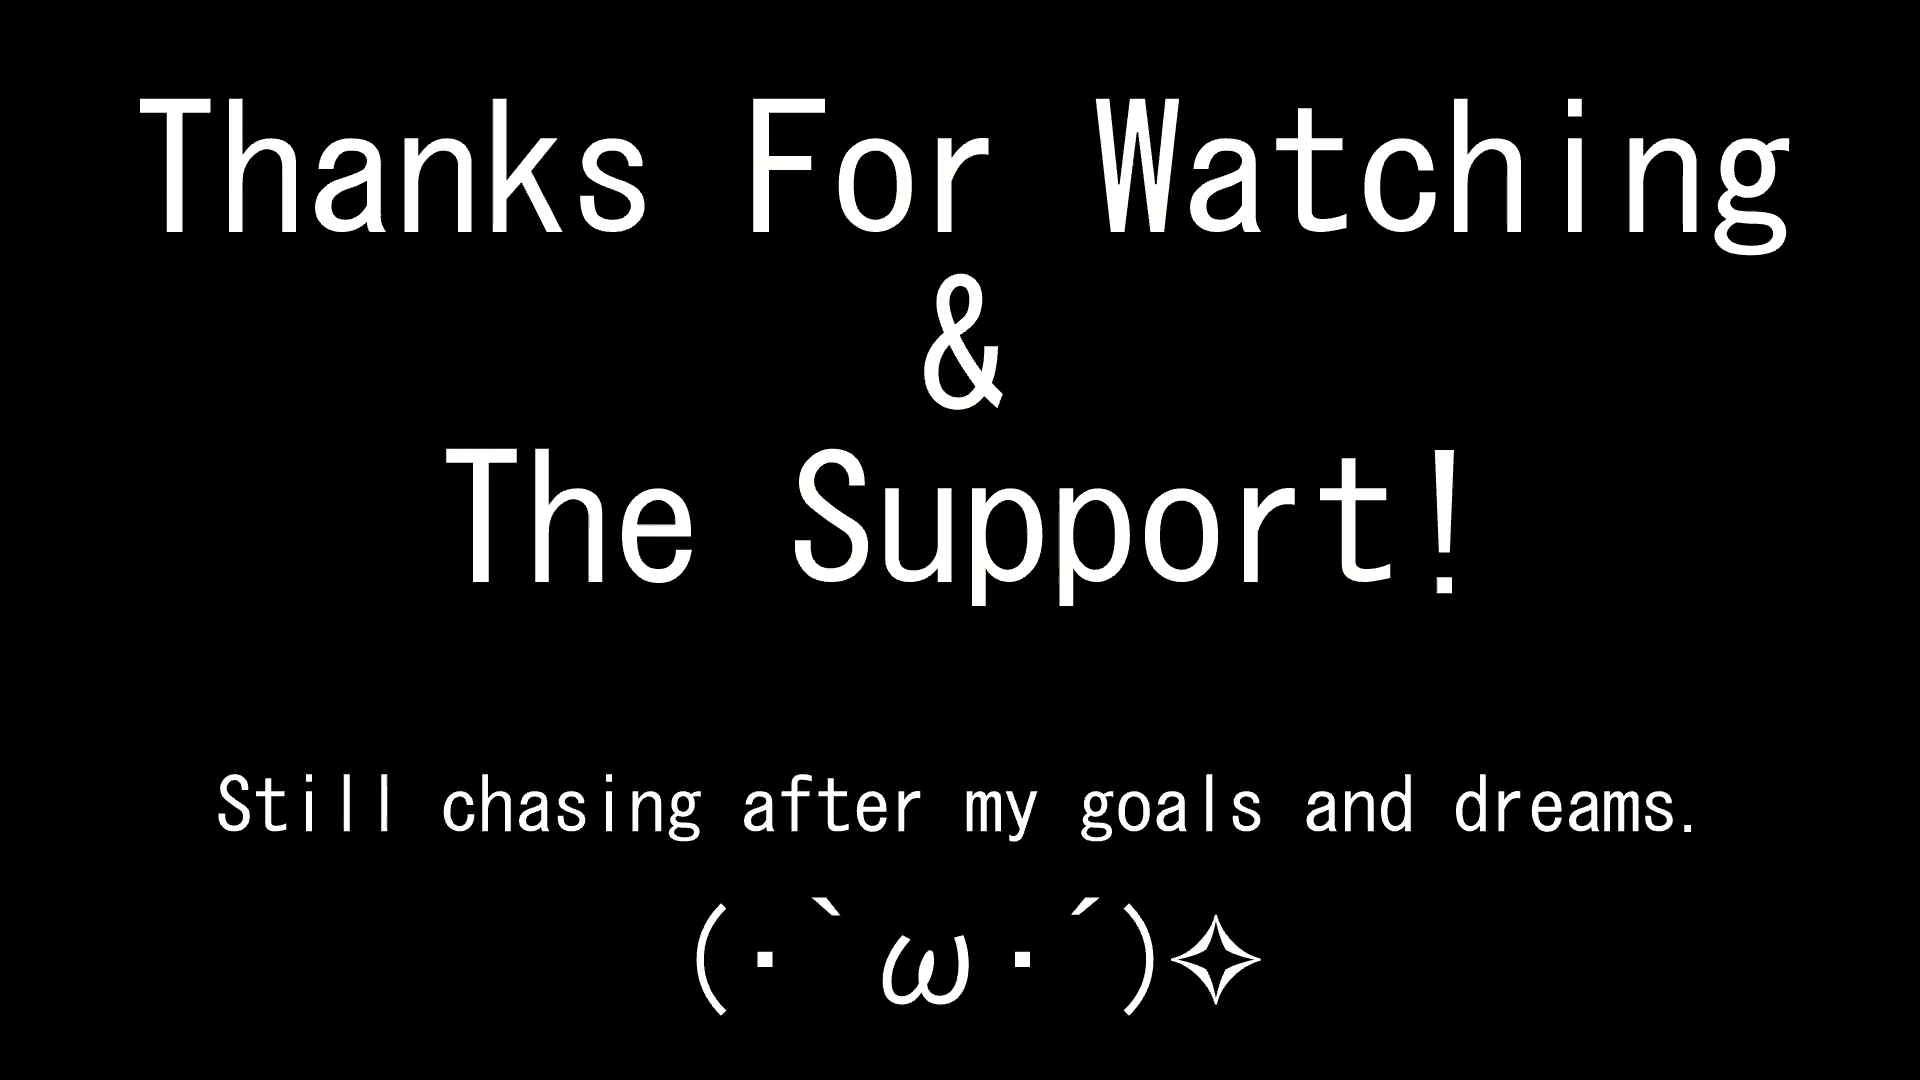 Thanks For Watching
&
The Support!
Still chasing after my goals and dreams.
(・`ω・´)✧